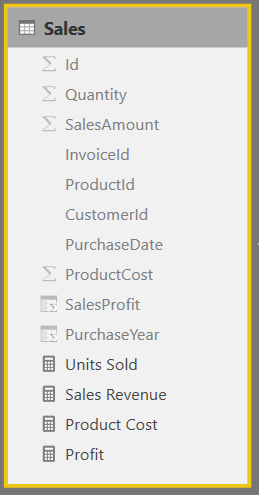 Sales
Id
Quantity
SalesAmount
InvoiceId
ProductId
CustomerId
PurchaseDate
ProductCost
SalesProfit
PurchaseYear
Units Sold
Sales Revenue
Product Cost
Profit